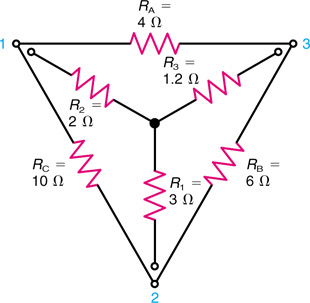 R_A =
4 Ω
1
3
R_3 =
1.2 Ω
R_2 =
2 Ω
R_C =
10 Ω
R_1 =
3 Ω
R_B =
6 Ω
2